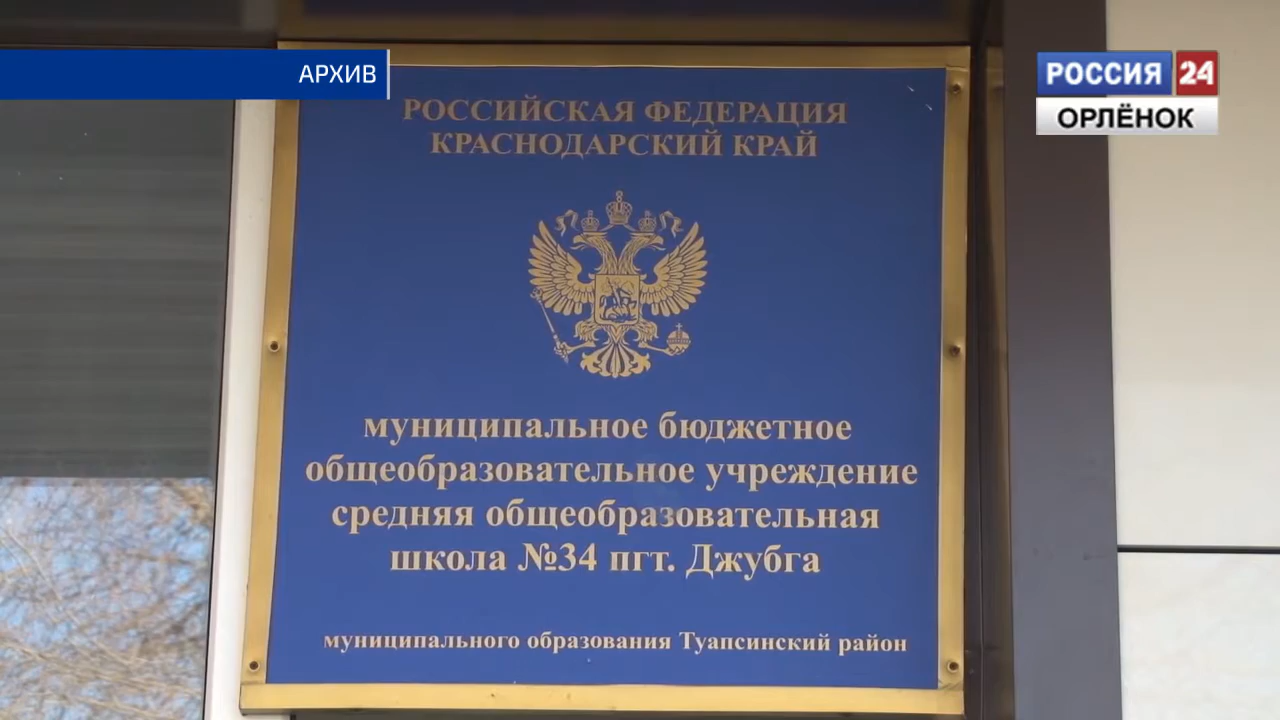 АРХИВ
РОССИЯ 24
ОРЛЁНОК
РОССИЙСКАЯ ФЕДЕРАЦИЯ
КРАСНОДАРСКИЙ КРАЙ
муниципальное бюджетное
общеобразовательное учреждение
средняя общеобразовательная
школа №34 пгт. Джубга
муниципального образования Туапсинский район